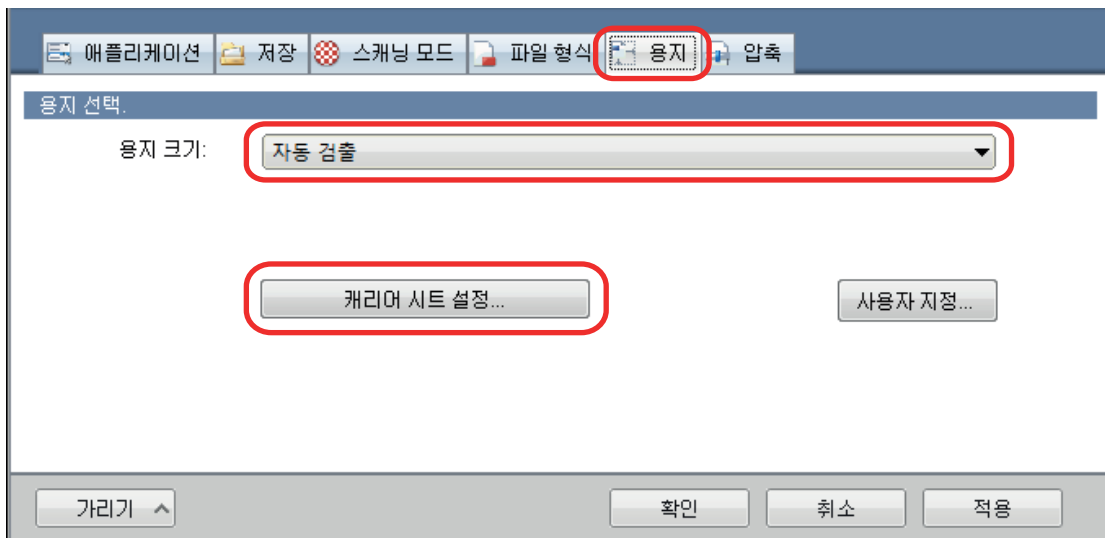 애플리케이션 저장 스캐닝 모드 파일 형식 용지 압축
용지 선택.
용지 크기: 자동 검출
캐리어 시트 설정... 사용자 지정...
가리기 확인 취소 적용